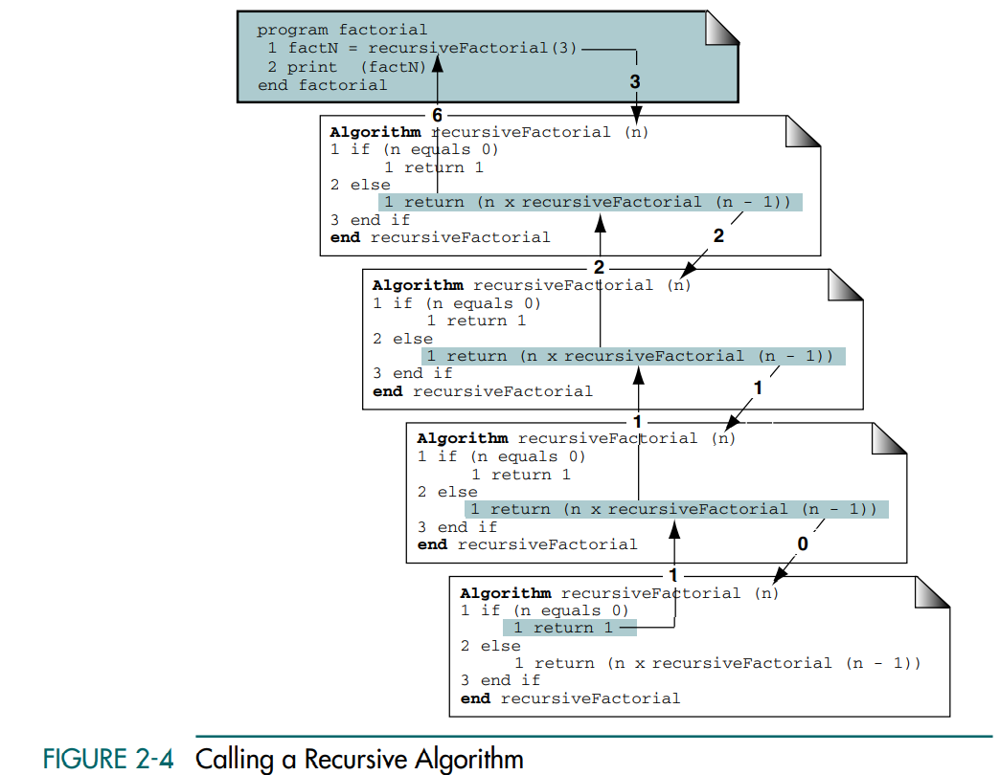 program factorial
1 factN = recursiveFactorial(3)
2 print (factN)
end factorial
3
6
Algorithm recursiveFactorial (n)
1 if (n equals 0)
1 return 1
2 else
1 return (n x recursiveFactorial (n - 1))
3 end if
end recursiveFactorial
2
2
Algorithm recursiveFactorial (n)
1 if (n equals 0)
1 return 1
2 else
1 return (n x recursiveFactorial (n - 1))
3 end if
end recursiveFactorial
1
1
Algorithm recursiveFactorial (n)
1 if (n equals 0)
1 return 1
2 else
1 return (n x recursiveFactorial (n - 1))
3 end if
end recursiveFactorial
0
1
Algorithm recursiveFactorial (n)
1 if (n equals 0)
1 return 1
2 else
1 return (n x recursiveFactorial (n - 1))
3 end if
end recursiveFactorial
FIGURE 2-4 Calling a Recursive Algorithm